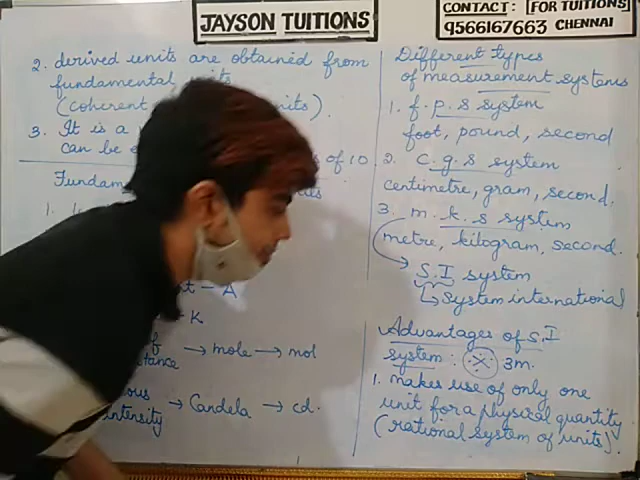 JAYSON TUITIONS
CONTACT: [FOR TUITIONS]
9566167663 CHENNAI
2. derived units are obtained from
fundamental units
(coherent
3. It is a
can be
s of 10.
Fundam
1.
Different types
of measurement systems
1. f.p.s system
foot, pound, second
2. c.g.s system
centimetre, gram, second.
3. m.k.s system
metre, kilogram, second.
S.I system
System international
Advantages of S.I
system: 3m.
1. makes use of only one
unit for a physical quantity
(rational system of units).
t – A
K
→ mole → mol
→ Candela → cd.
intensity